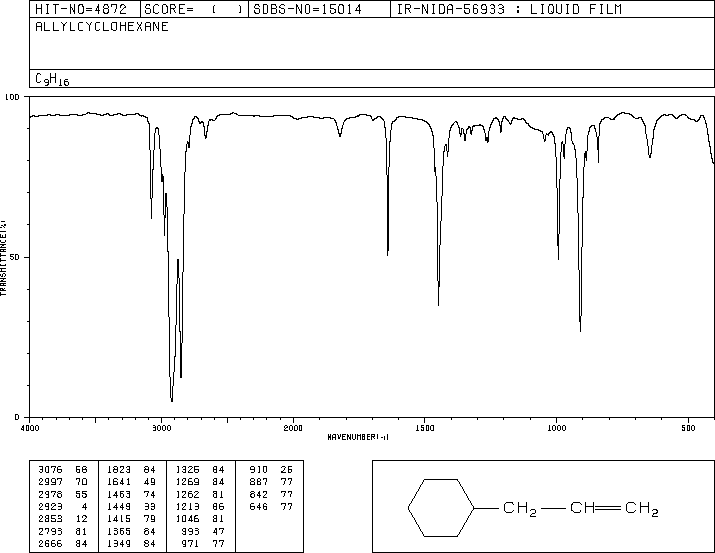 HIT-NO=4872 SCORE= ( ) SDBS-NO=15014 IR-NIDA-56933 : LIQUID FILM
ALLYLCYCLOHEXANE
C9H16
100
50
0
TRANSMITTANCE(%)
4000 3000 2000 1500 1000 500
WAVENUMBER(-1)
3076 68 1823 84 1325 84 910 25
2997 70 1641 49 1269 84 887 77
2978 55 1463 74 1262 81 842 77
2923 4 1449 33 1213 86 646 77
2853 12 1415 79 1046 81
2793 81 1365 84 993 47
2666 84 1349 84 971 77
CH2 CH CH2